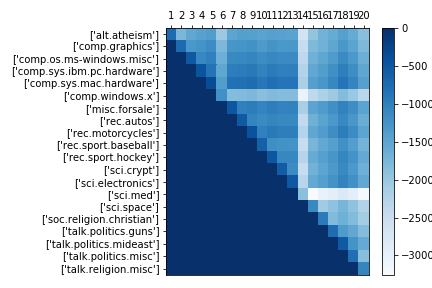 1 2 3 4 5 6 7 8 9 10 11 12 13 14 15 16 17 18 19 20
['alt.atheism']
['comp.graphics']
['comp.os.ms-windows.misc']
['comp.sys.ibm.pc.hardware']
['comp.sys.mac.hardware']
['comp.windows.x']
['misc.forsale']
['rec.autos']
['rec.motorcycles']
['rec.sport.baseball']
['rec.sport.hockey']
['sci.crypt']
['sci.electronics']
['sci.med']
['sci.space']
['soc.religion.christian']
['talk.politics.guns']
['talk.politics.mideast']
['talk.politics.misc']
['talk.religion.misc']
0
−500
−1000
−1500
−2000
−2500
−3000